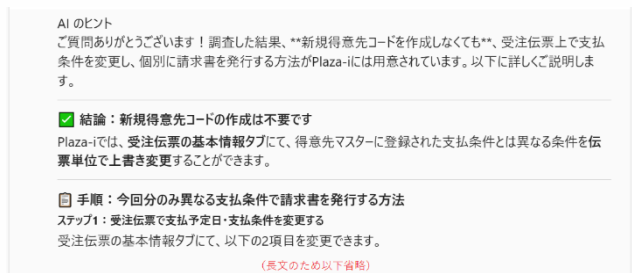 AI のヒント
ご質問ありがとうございます！調査した結果、**新規得意先コードを作成しなくても**、受注伝票上で支払
条件を変更し、個別に請求書を発行する方法がPlaza-iには用意されています。以下に詳しくご説明しま
す。
✅ 結論：新規得意先コードの作成は不要です
Plaza-iでは、受注伝票の基本情報タブにて、得意先マスターに登録された支払条件とは異なる条件を伝
票単位で上書き変更することができます。
📋 手順：今回分のみ異なる支払条件で請求書を発行する方法
ステップ1：受注伝票で支払予定日・支払条件を変更する
受注伝票の基本情報タブにて、以下の2項目を変更できます。
（長文のため以下省略）